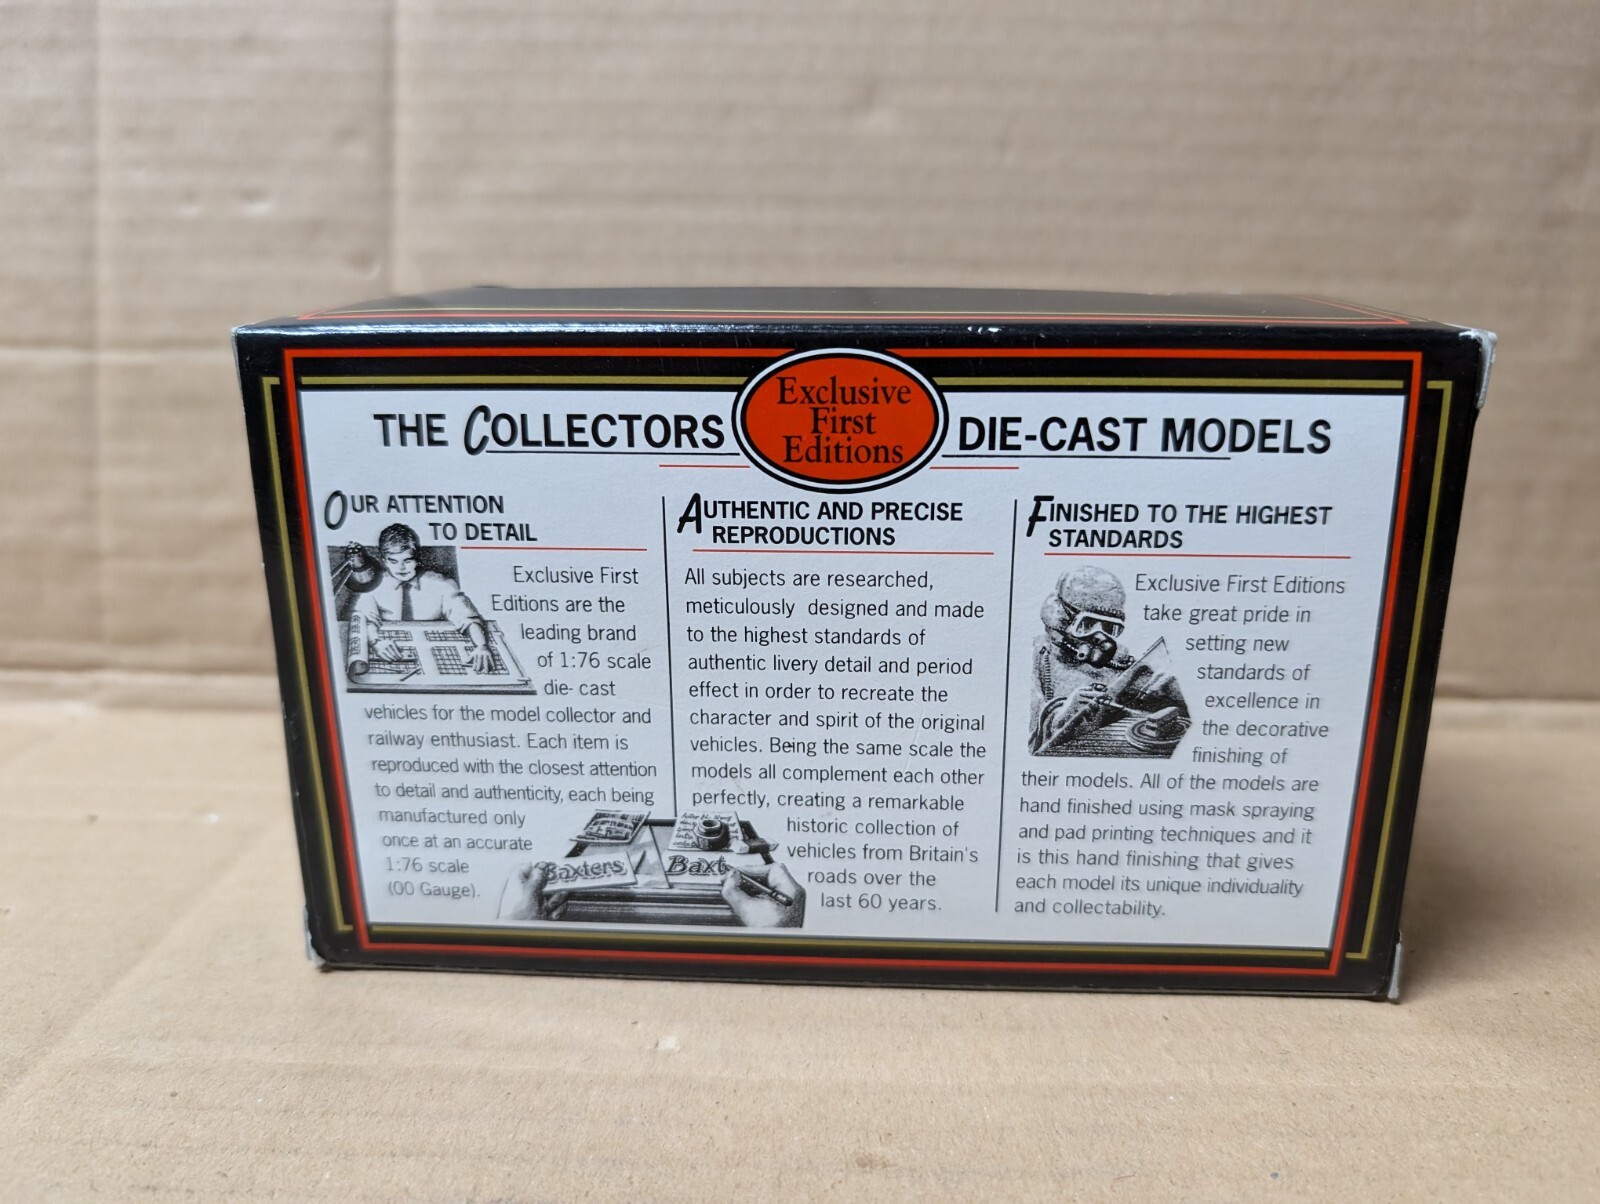 THE COLLECTORS
Exclusive
First
Editions
DIE-CAST MODELS
OUR ATTENTION
TO DETAIL
Exclusive First
Editions are the
leading brand
of 1:76 scale
die- cast
vehicles for the model collector and
railway enthusiast. Each item is
reproduced with the closest attention
to detail and authenticity, each being
manufactured only
once at an accurate
1:76 scale
(00 Gauge).
Baxters
Baxt
AUTHENTIC AND PRECISE
REPRODUCTIONS
All subjects are researched,
meticulously designed and made
to the highest standards of
authentic livery detail and period
effect in order to recreate the
character and spirit of the original
vehicles. Being the same scale the
models all complement each other
perfectly, creating a remarkable
historic collection of
vehicles from Britain's
roads over the
last 60 years.
FINISHED TO THE HIGHEST
STANDARDS
Exclusive First Editions
take great pride in
setting new
standards of
excellence in
the decorative
finishing of
their models. All of the models are
hand finished using mask spraying
and pad printing techniques and it
is this hand finishing that gives
each model its unique individuality
and collectability.